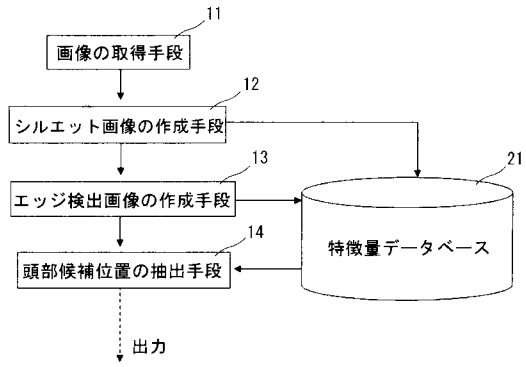 11
画像の取得手段
12
シルエット画像の作成手段
13
エッジ検出画像の作成手段
21
特徴量データベース
14
頭部候補位置の抽出手段
出力